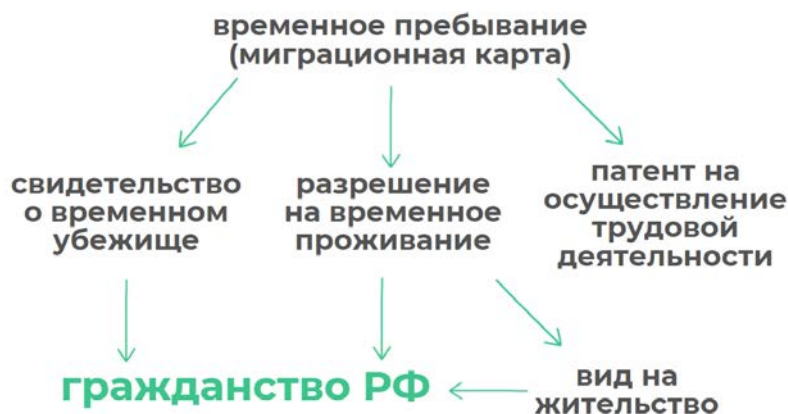 временное пребывание
(миграционная карта)
свидетельство
о временном
убежище
разрешение
на временное
проживание
патент на
осуществление
трудовой
деятельности
гражданство РФ
вид на
жительство